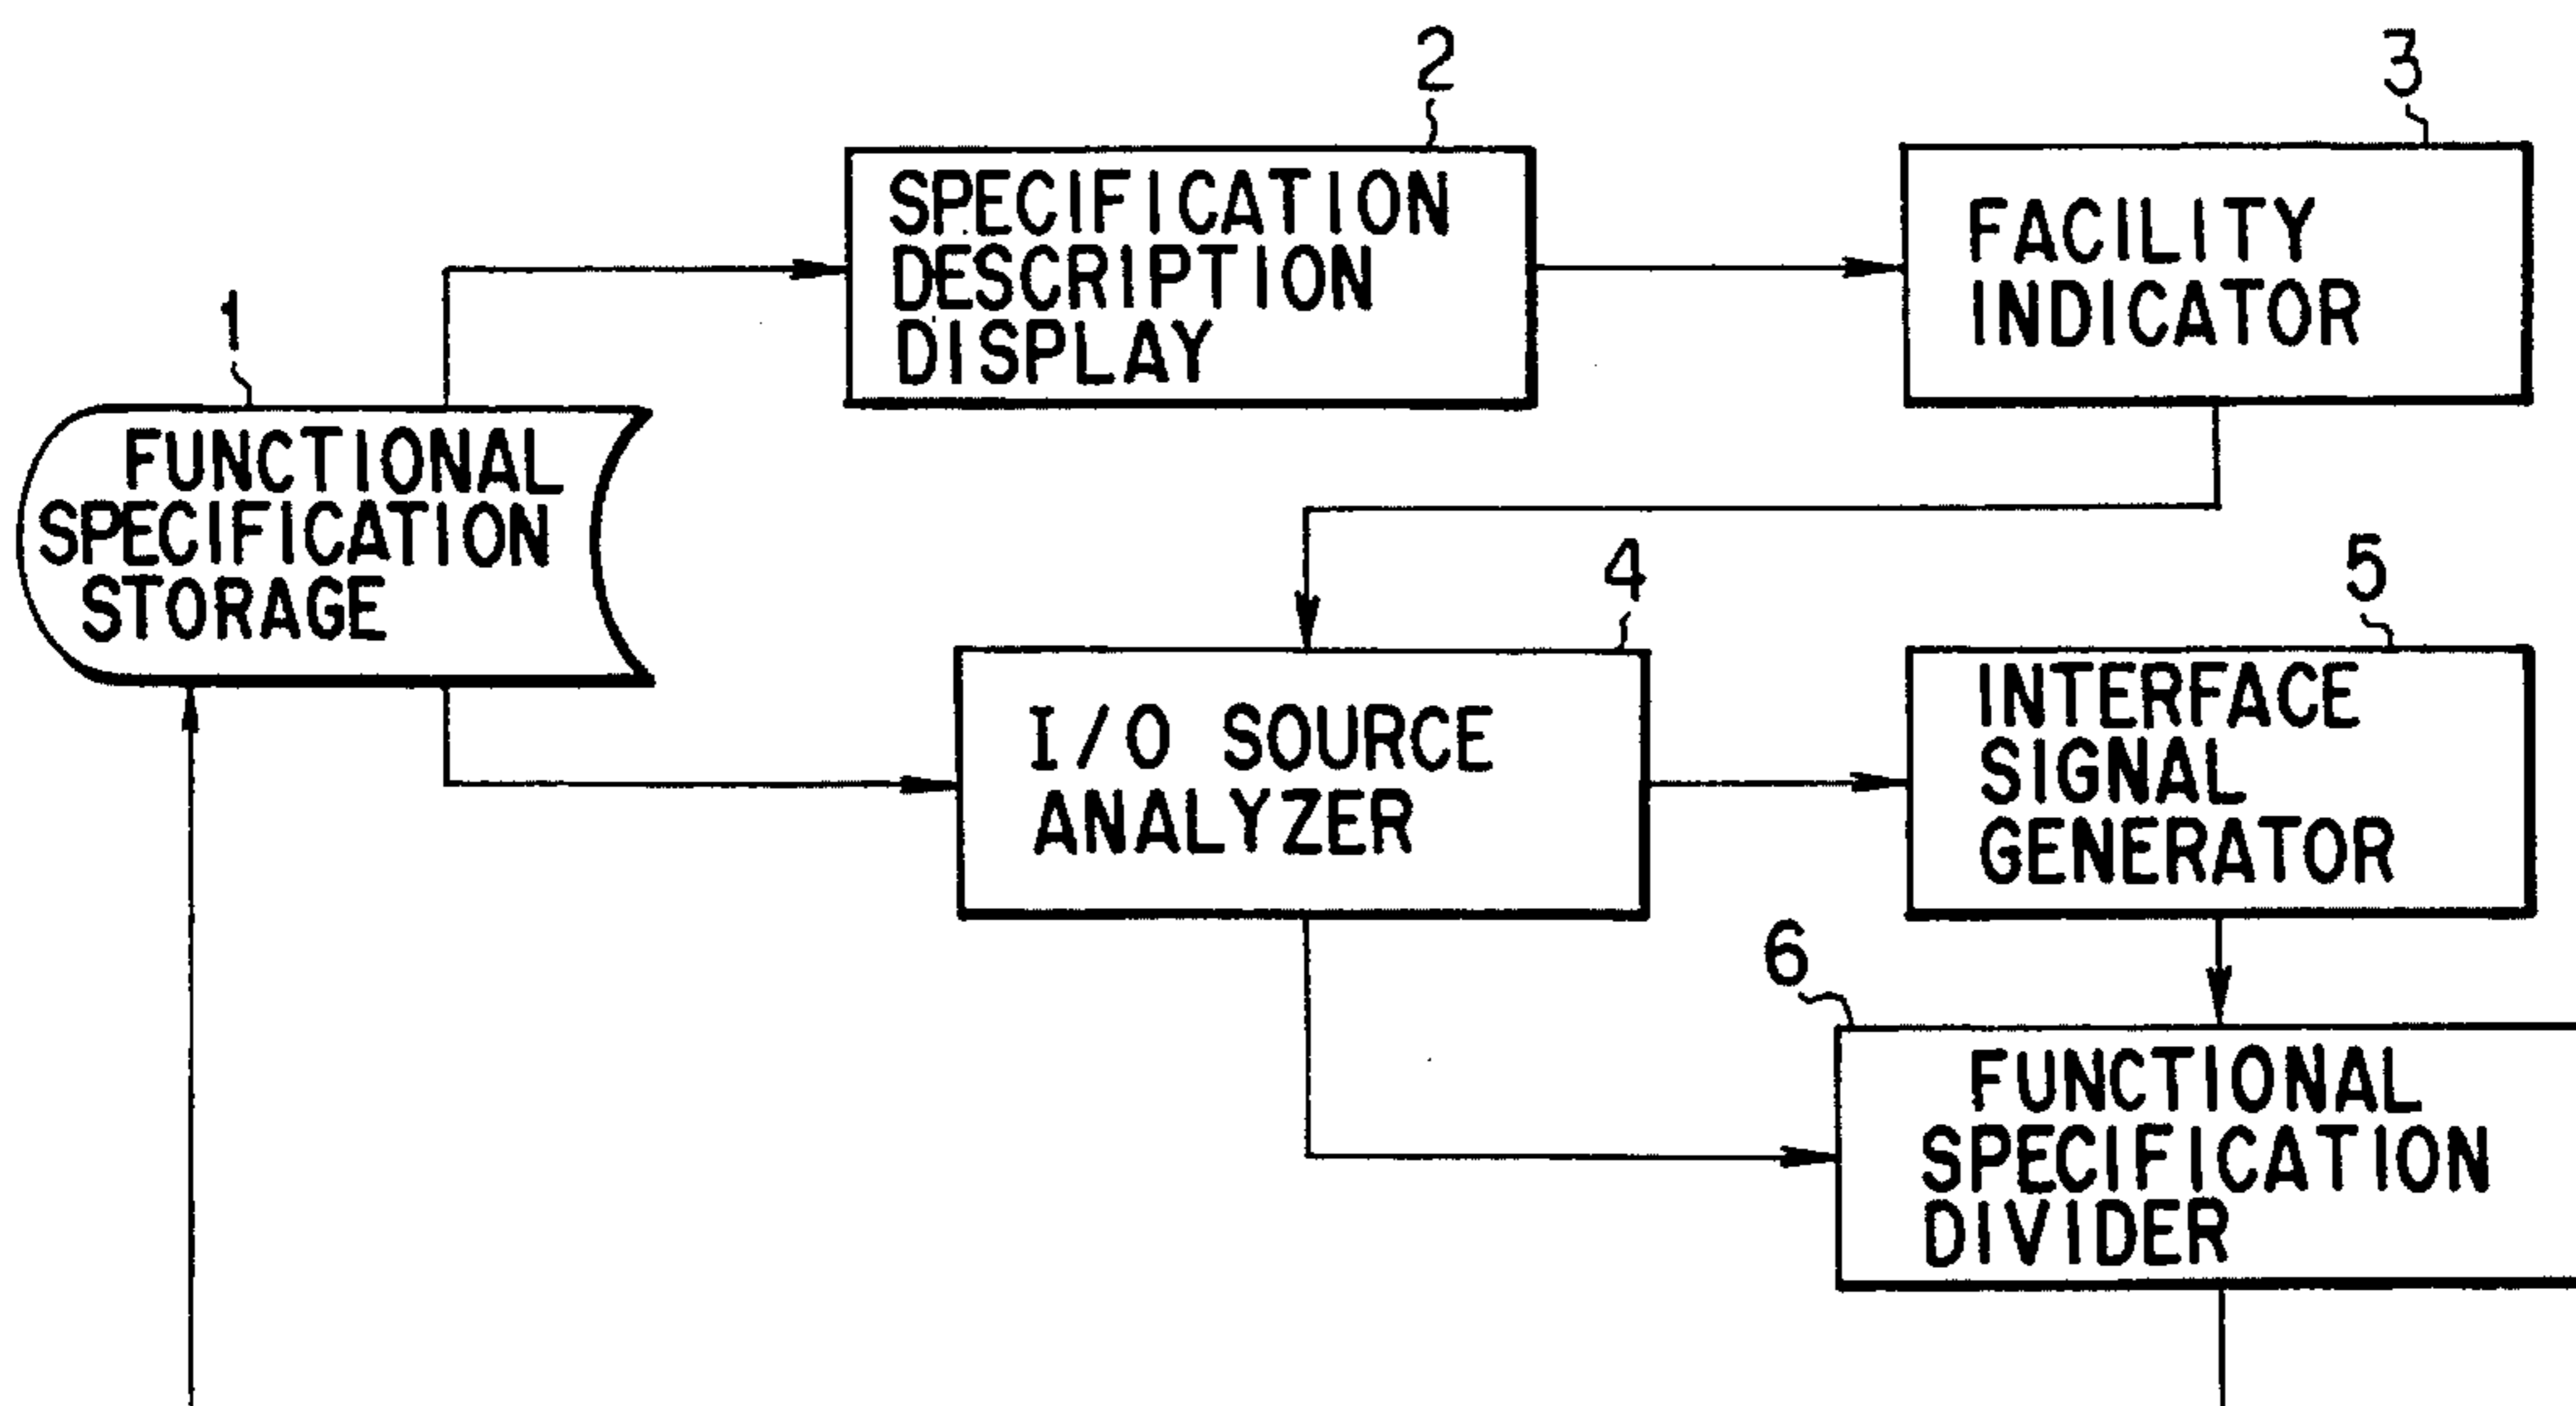 2
SPECIFICATION
DESCRIPTION
DISPLAY
3
FACILITY
INDICATOR
1
FUNCTIONAL
SPECIFICATION
STORAGE
4
I/O SOURCE
ANALYZER
5
INTERFACE
SIGNAL
GENERATOR
6
FUNCTIONAL
SPECIFICATION
DIVIDER